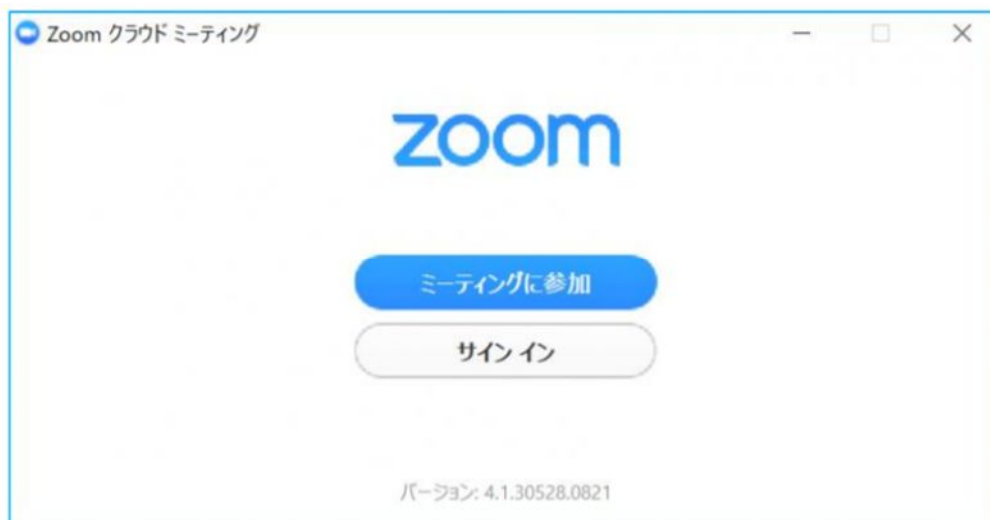 Zoom クラウド ミーティング
zoom
ミーティングに参加
サイン イン
バージョン: 4.1.30528.0821